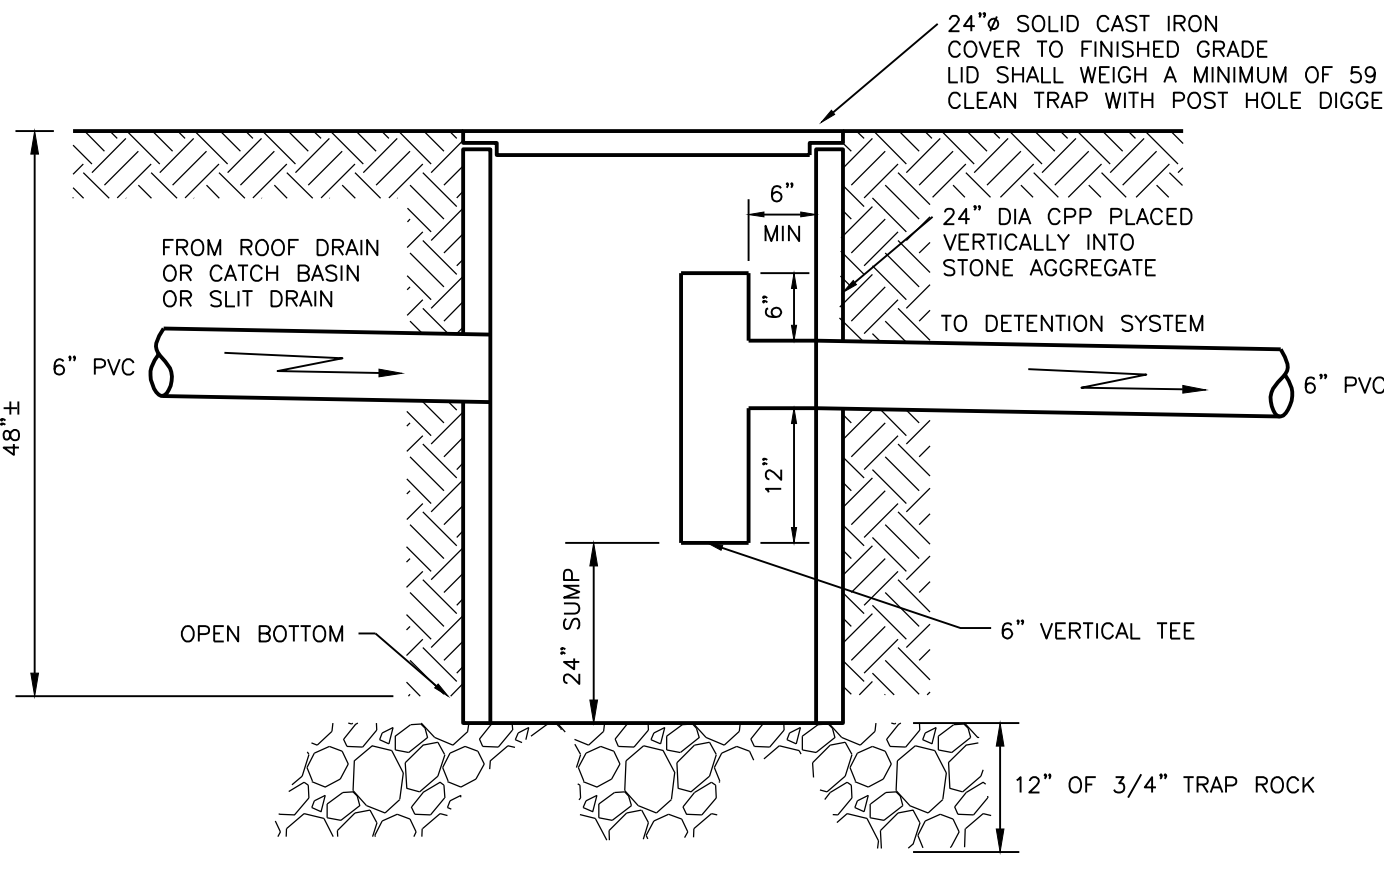 24"ø SOLID CAST IRON
COVER TO FINISHED GRADE
LID SHALL WEIGH A MINIMUM OF 59
CLEAN TRAP WITH POST HOLE DIGGE
6"
MIN
24" DIA CPP PLACED
VERTICALLY INTO
STONE AGGREGATE
FROM ROOF DRAIN
OR CATCH BASIN
OR SLIT DRAIN
6"
TO DETENTION SYSTEM
6" PVC
6" PVC
48"±
12"
24" SUMP
OPEN BOTTOM
6" VERTICAL TEE
12" OF 3/4" TRAP ROCK